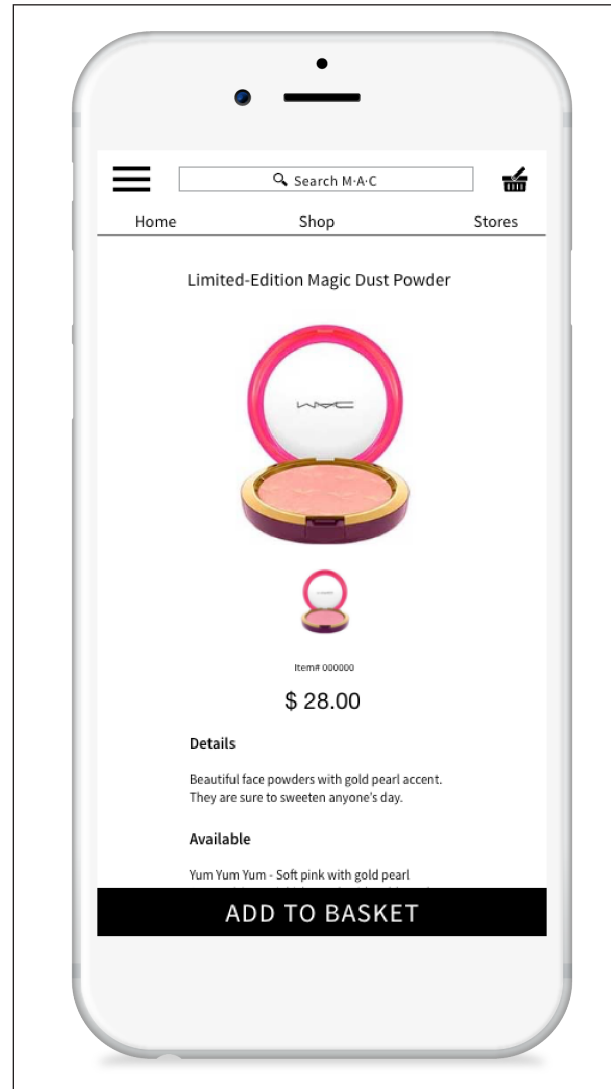 Search M·A·C
Home Shop Stores
Limited-Edition Magic Dust Powder
MAC
Item# 000000
$ 28.00
Details
Beautiful face powders with gold pearl accent.
They are sure to sweeten anyone's day.
Available
Yum Yum Yum - Soft pink with gold pearl
ADD TO BASKET